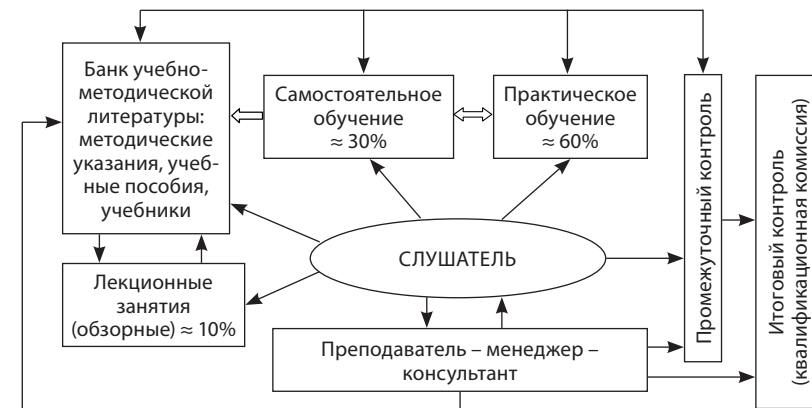 Банк учебно-
методической
литературы:
методические
указания, учеб-
ные пособия,
учебники
Самостоятельное
обучение
≈ 30%
Практическое
обучение
≈ 60%
Промежуточный контроль
Итоговый контроль
(квалификационная комиссия)
СЛУШАТЕЛЬ
Лекционные
занятия
(обзорные) ≈ 10%
Преподаватель – менеджер –
консультант